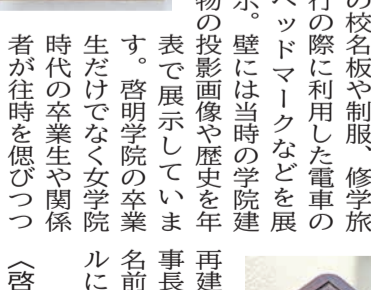 の校名板や制服、修学旅
行の際に利用した電車の
ヘッドマークなどを展
示。壁には当時の学院建
物の投影画像や歴史を年
表で展示していま
す。啓明学院の卒業
生だけでなく女学院
時代の卒業生や関係
者が往時を偲びつつ
再建
事長
名前
ルに
〈啓